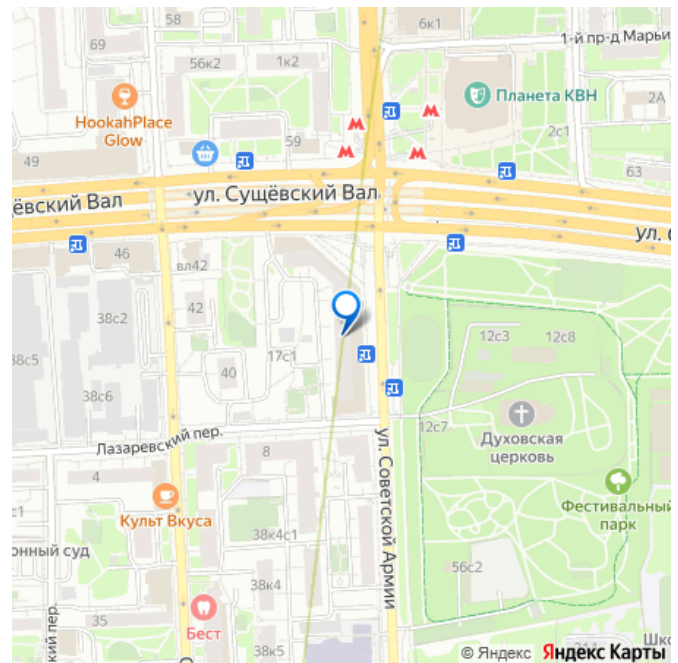 58
6к1
69
56к2
1к2
1-й пр-д Марьи
HookahPlace
Glow
Планета КВН
2А
59
2с1
49
63
ёвский Вал
ул. Сущёвский Вал
ул. С
46
вл42
42
38с2
12с3
12с8
38с5
17с1
40
38с6
12с7
Духовская
церковь
Лазаревский пер.
ул. Советской Армии
8
4
с1
Культ Вкуса
Фестивальный
парк
онный суд
38к4с1
56с2
38к4
кий пер.
35
Бест
38к5
Шко
© Яндекс Яндекс Карты